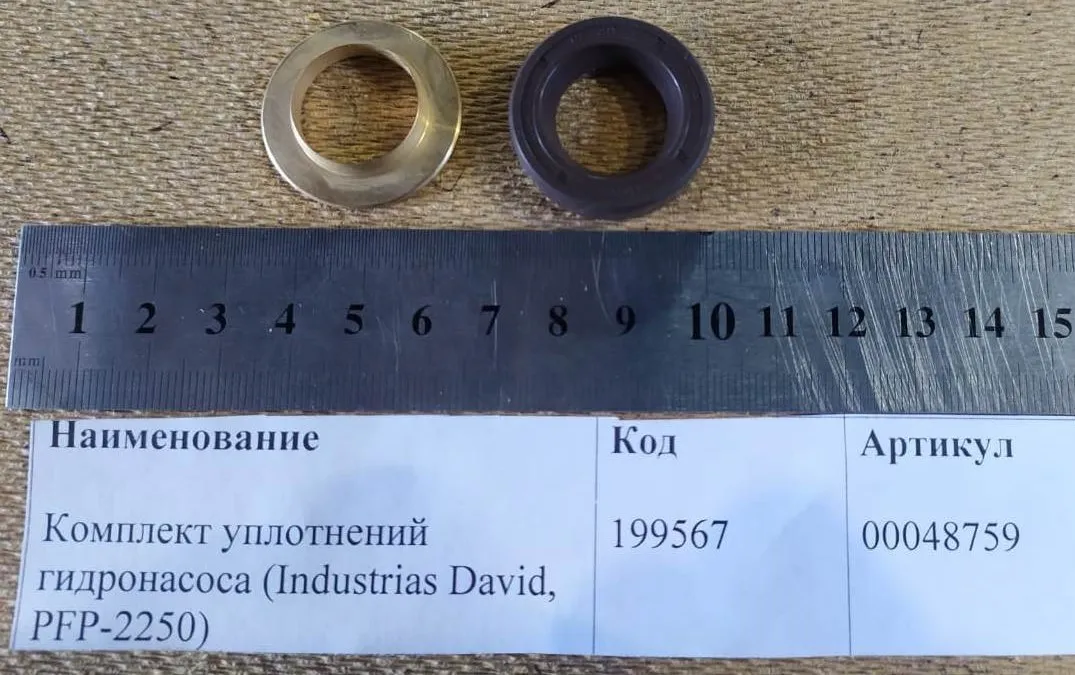 0.5 mm
1 2 3 4 5 6 7 8 9 10 11 12 13 14 15
mm
Наименование Код Артикул
Комплект уплотнений 199567 00048759
гидронасоса (Industrias David,
PFP-2250)